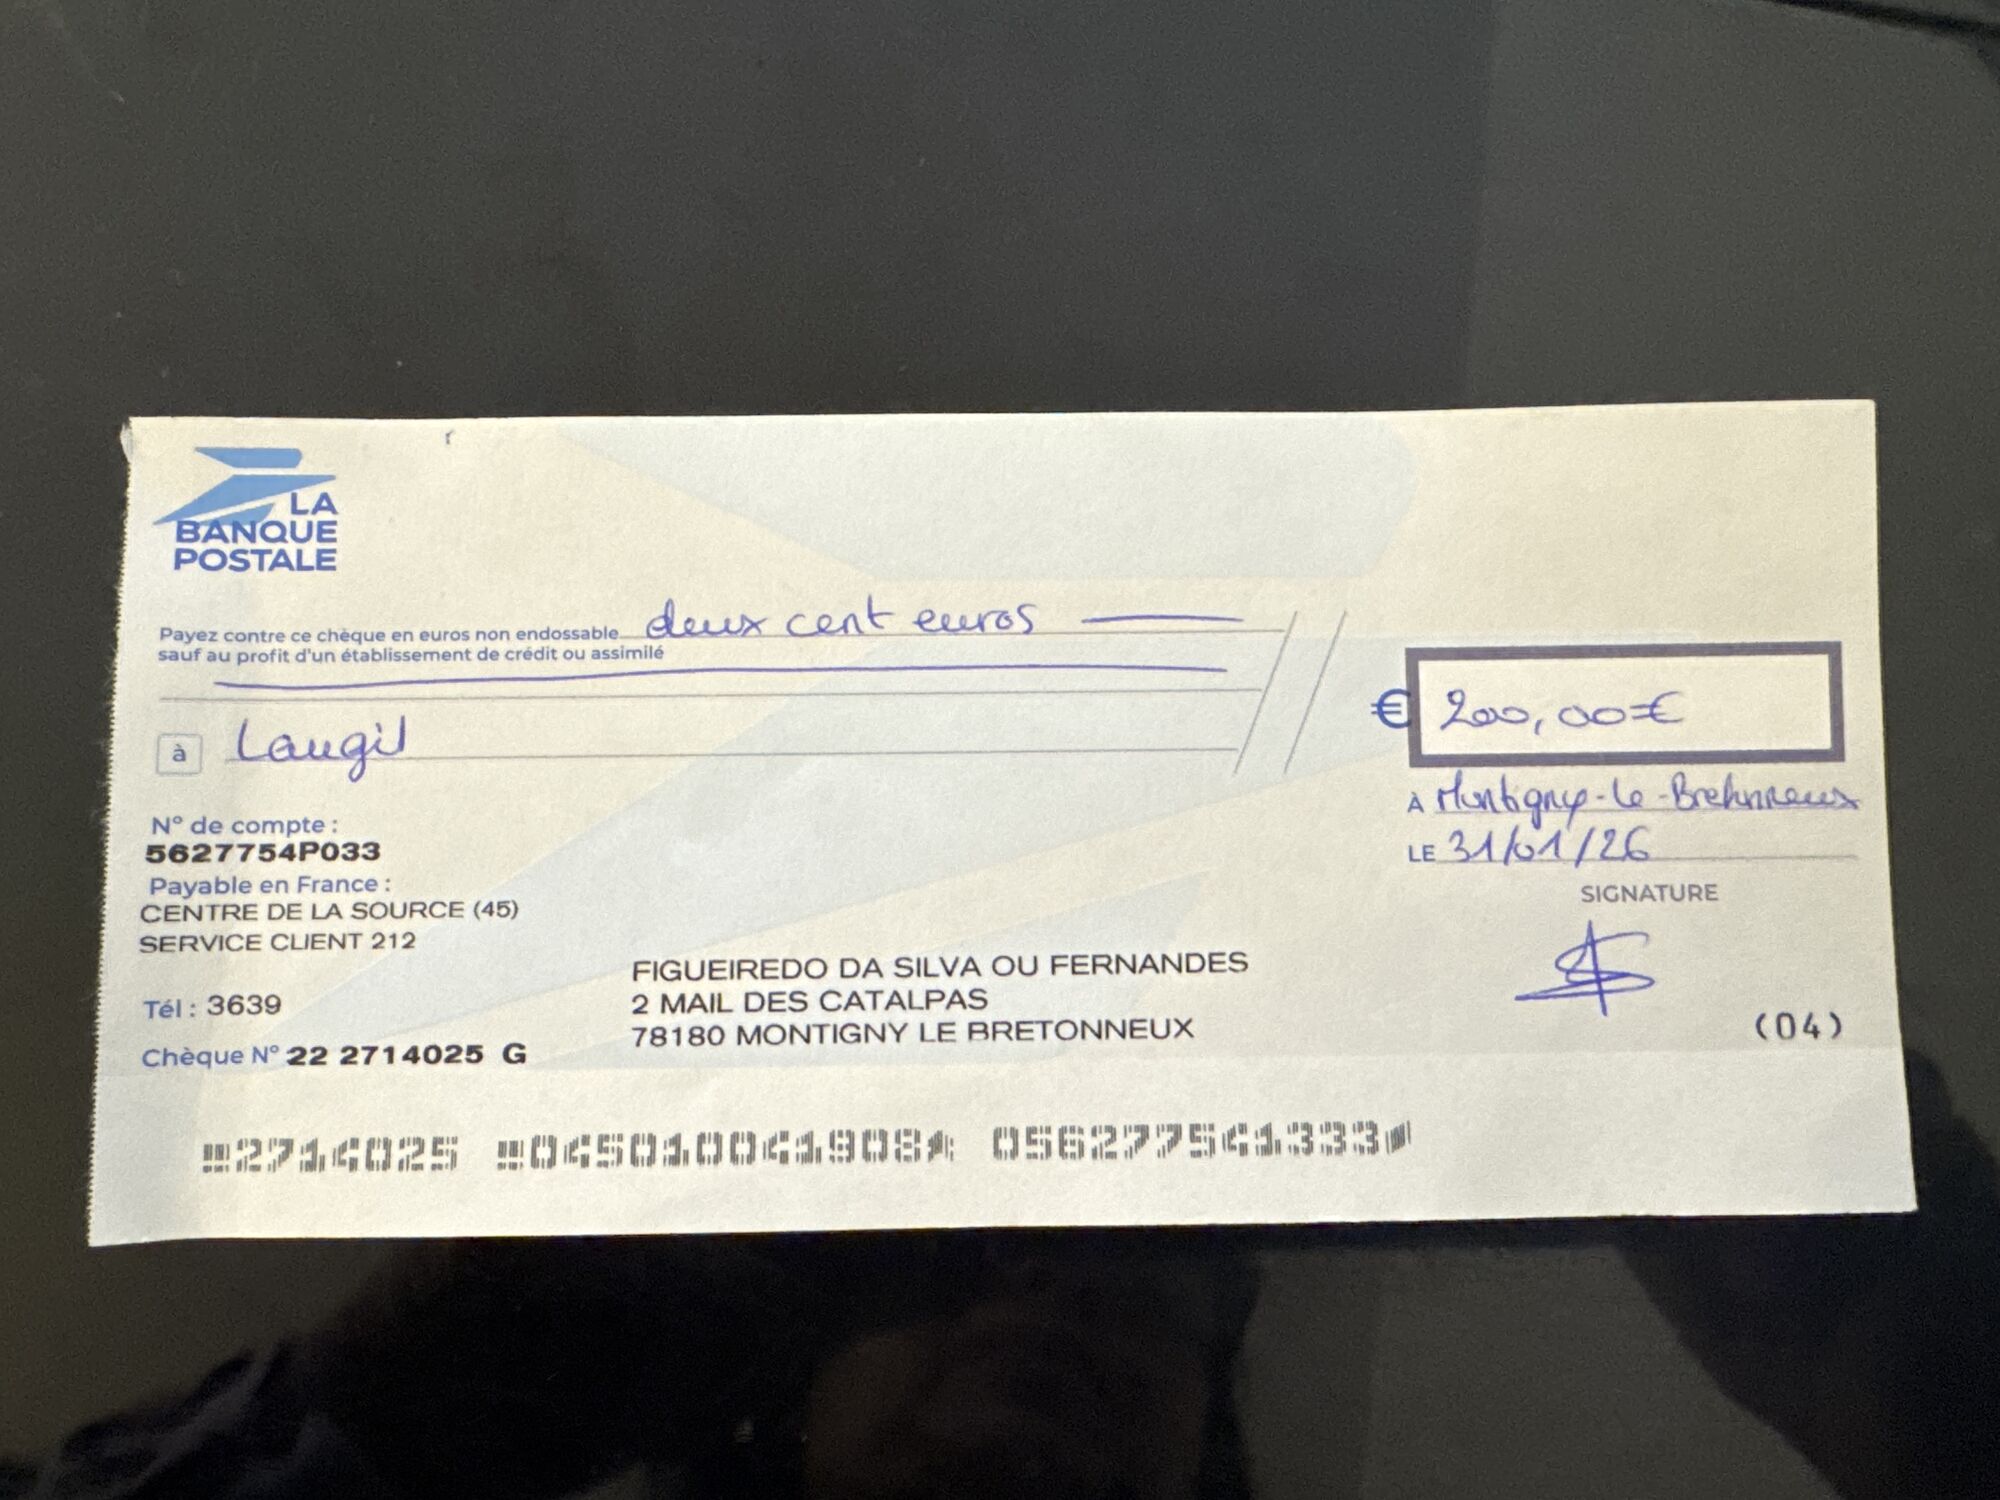 LA
BANQUE
POSTALE
Payez contre ce chèque en euros non endossable deux cent euros
sauf au profit d'un établissement de crédit ou assimilé
€ 200,00€
à Laugil
À Montigny-le-Bretonneux
LE 31/01/26
SIGNATURE
N° de compte :
5627754P033
Payable en France :
CENTRE DE LA SOURCE (45)
SERVICE CLIENT 212
FIGUEIREDO DA SILVA OU FERNANDES
2 MAIL DES CATALPAS
78180 MONTIGNY LE BRETONNEUX
Tél : 3639
(04)
Chèque N° 22 2714025 G
2714025 045010041908 056277541333